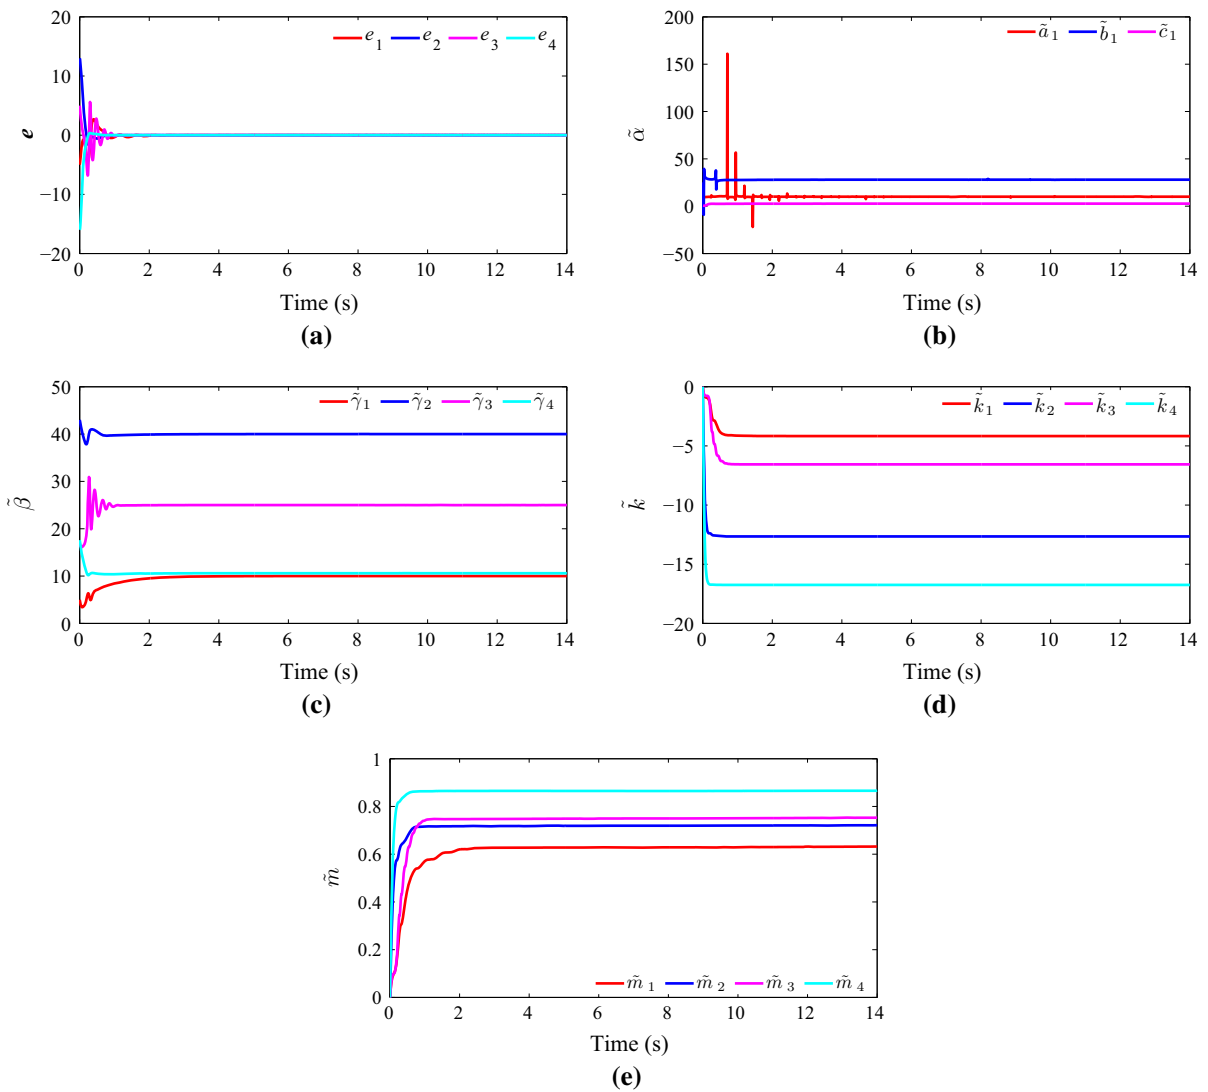 20
10
0
−10
−20
e
e1 e2 e3 e4
0 2 4 6 8 10 12 14
Time (s)
(a)
200
150
100
50
0
−50
α̃
ã1 b̃1 c̃1
0 2 4 6 8 10 12 14
Time (s)
(b)
50
40
30
20
10
0
β̃
γ̃1 γ̃2 γ̃3 γ̃4
0 2 4 6 8 10 12 14
Time (s)
(c)
0
−5
−10
−15
−20
k̃
k̃1 k̃2 k̃3 k̃4
0 2 4 6 8 10 12 14
Time (s)
(d)
1
0.8
0.6
0.4
0.2
0
m̃
m̃1 m̃2 m̃3 m̃4
0 2 4 6 8 10 12 14
Time (s)
(e)